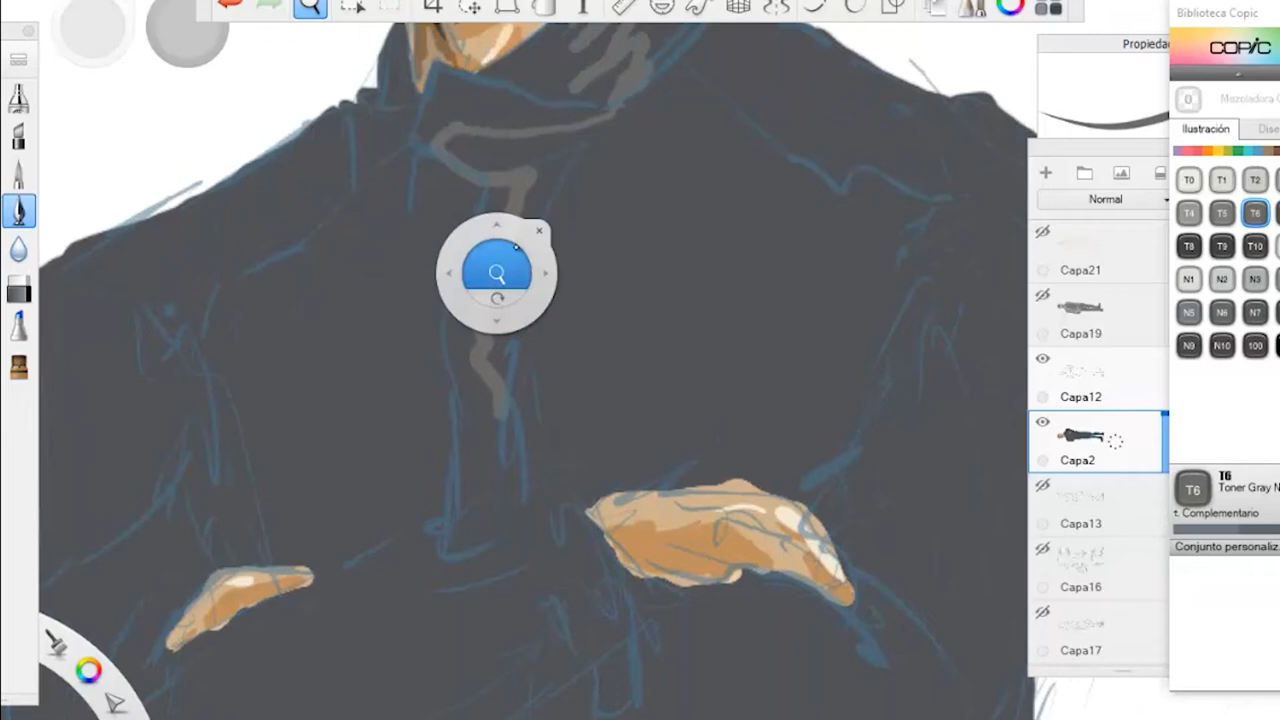 Biblioteca Copic
Propieda
COPIC
0
Mezcladora C
Ilustración
Dise
T0 T1 T2
T4 T5 T6
T8 T9 T10
N1 N2 N3
N5 N6 N7
N9 N10 100
Normal
Capa21
Capa19
Capa12
Capa2
Capa13
Capa16
Capa17
T6
T6
Toner Gray N
t. Complementario
Conjunto personaliz